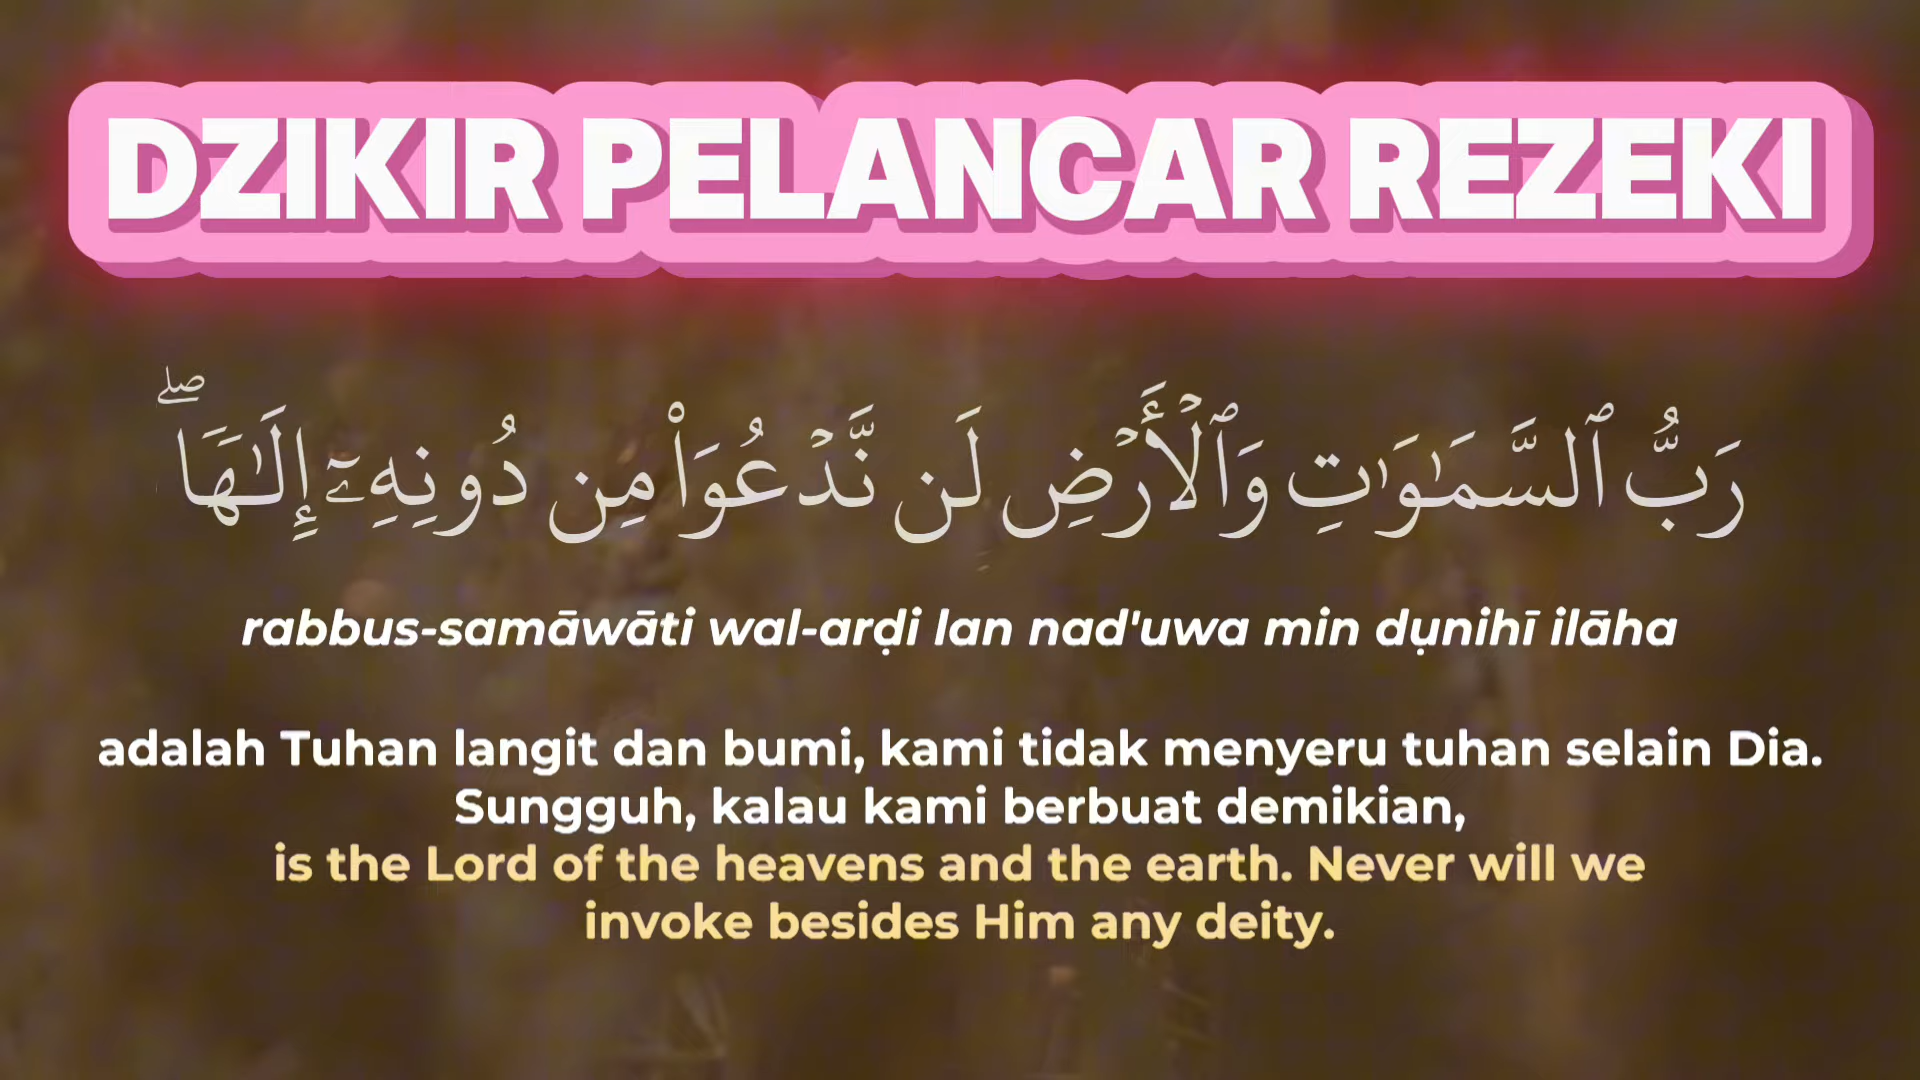 DZIKIR PELANCAR REZEKI
رَبُّ ٱلسَّمَـٰوَٰتِ وَٱلْأَرْضِ لَن نَّدْعُوَا۟ مِن دُونِهِۦٓ إِلَـٰهًا ۖ
rabbus-samāwāti wal-arḍi lan nad'uwa min dụnihī ilāha
adalah Tuhan langit dan bumi, kami tidak menyeru tuhan selain Dia.
Sungguh, kalau kami berbuat demikian,
is the Lord of the heavens and the earth. Never will we
invoke besides Him any deity.